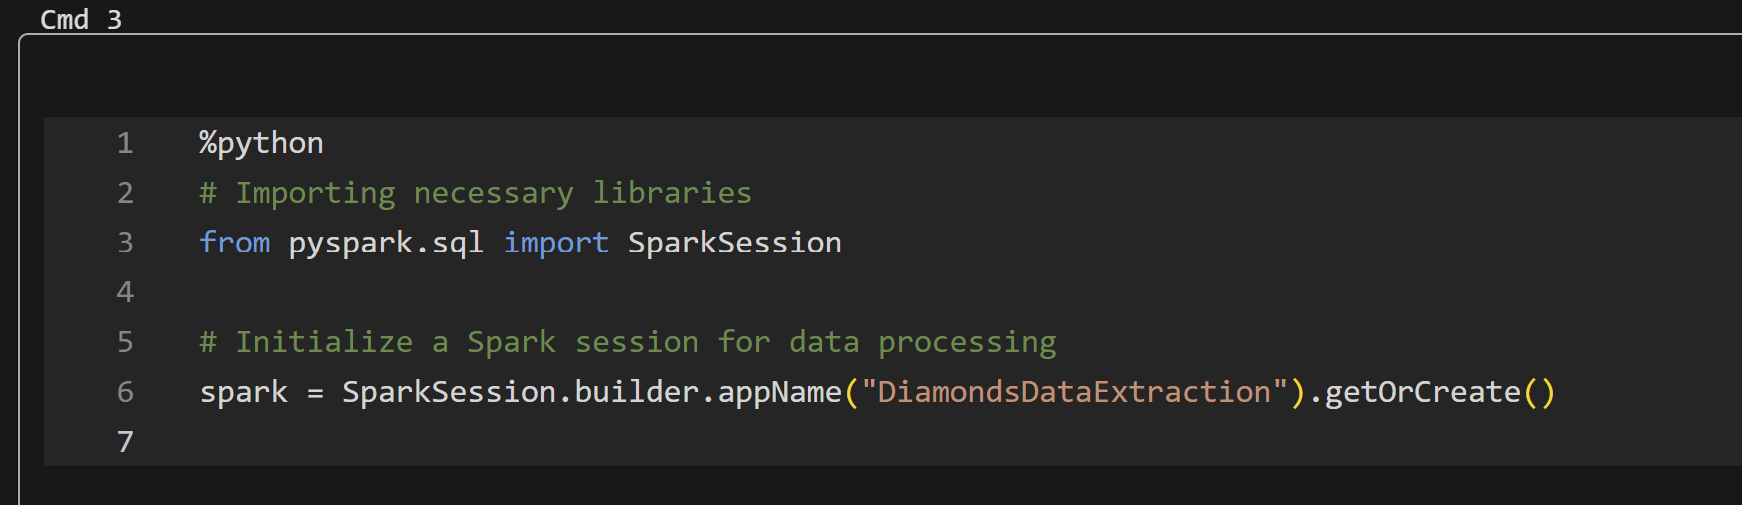 Cmd 3
1 %python
2 # Importing necessary libraries
3 from pyspark.sql import SparkSession
4
5 # Initialize a Spark session for data processing
6 spark = SparkSession.builder.appName("DiamondsDataExtraction").getOrCreate()
7